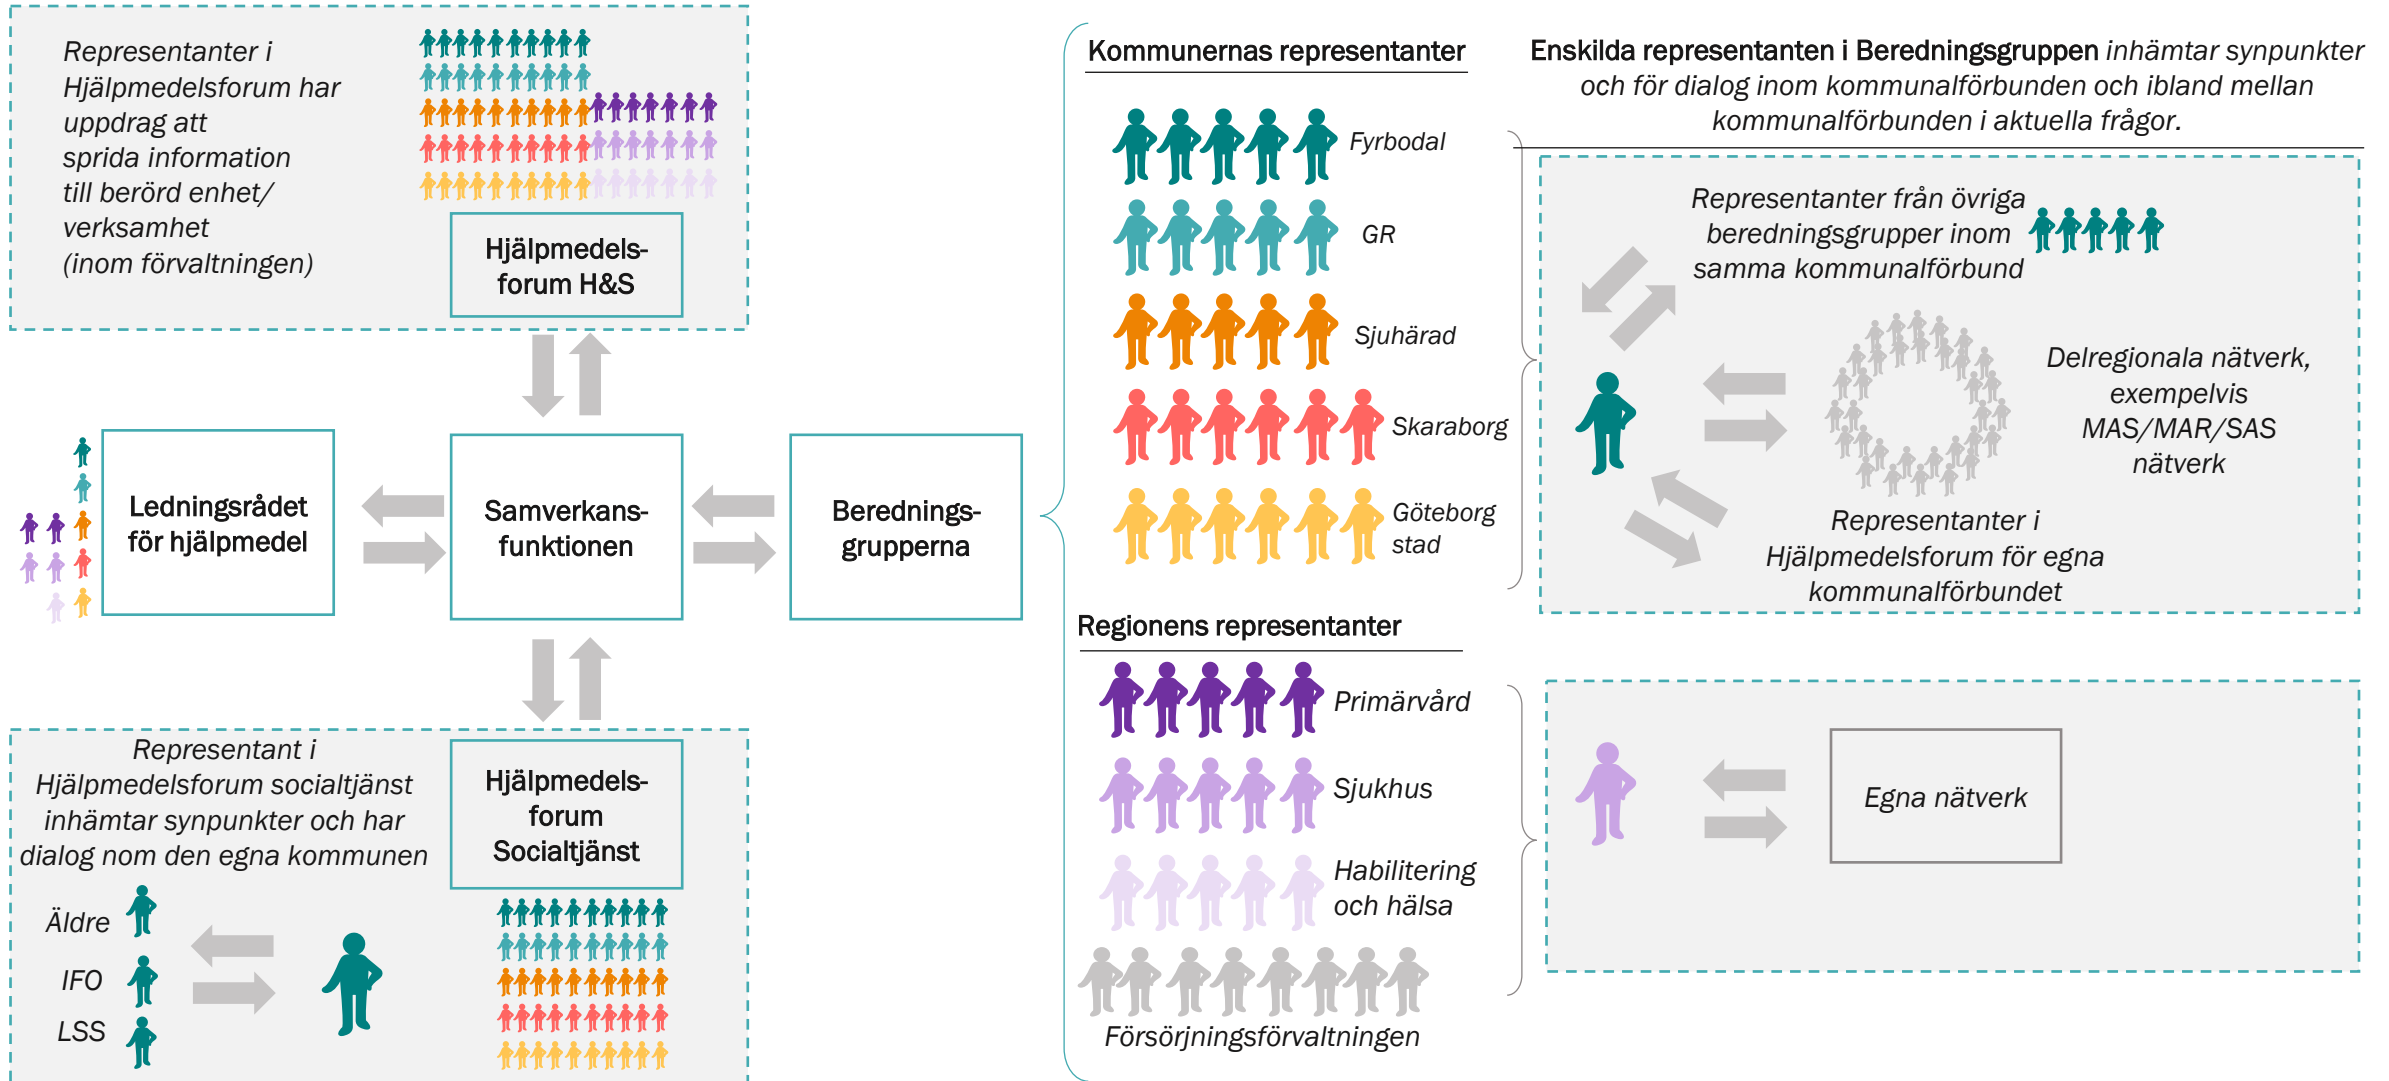 Representanter i
Hjälpmedelsforum har
uppdrag att
sprida information
till berörd enhet/
verksamhet
(inom förvaltningen)
Hjälpmedels-
forum H&S
Ledningsrådet
för hjälpmedel
Samverkans-
funktionen
Berednings-
grupperna
Representant i
Hjälpmedelsforum socialtjänst
inhämtar synpunkter och har
dialog nom den egna kommunen
Äldre
IFO
LSS
Hjälpmedels-
forum
Socialtjänst
Kommunernas representanter
Fyrbodal
GR
Sjuhärad
Skaraborg
Göteborg
stad
Regionens representanter
Primärvård
Sjukhus
Habilitering
och hälsa
Försörjningsförvaltningen
Enskilda representanten i Beredningsgruppen inhämtar synpunkter
och för dialog inom kommunalförbunden och ibland mellan
kommunalförbunden i aktuella frågor.
Representanter från övriga
beredningsgrupper inom
samma kommunalförbund
Delregionala nätverk,
exempelvis
MAS/MAR/SAS
nätverk
Representanter i
Hjälpmedelsforum för egna
kommunalförbundet
Egna nätverk